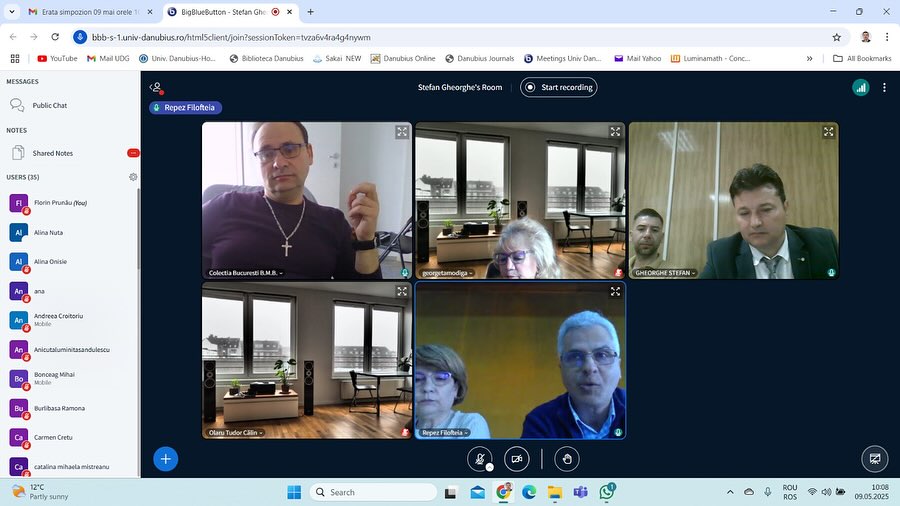 Erata simpozion 09 mai orele 1
BigBlueButton - Stefan Ghe
bbb-s-1.univ-danubius.ro/html5client/join?sessionToken=tvza6v4ra4g4nywm
YouTube
Mail UDG
Univ. Danubius-Ho...
Biblioteca Danubius
Sakai NEW
Danubius Online
Danubius Journals
Meetings Univ Dan...
Mail Yahoo
Luminamath - Conc...
All Bookmarks
MESSAGES
Public Chat
NOTES
Shared Notes
USERS (35)
Fl Florin Prunău (You)
Al Alina Nuta
Al Alina Onisie
An ana
An Andreea Croitoriu
Mobile
An Anicutaluminitasandulescu
Bo Bonceag Mihai
Mobile
Bu Burlibasa Ramona
Ca Carmen Cretu
Ca catalina mihaela mistreanu
Stefan Gheorghe's Room
Start recording
Repez Filofteia
Colectia Bucuresti B.M.B.
georgetamodiga
GHEORGHE STEFAN
Olaru Tudor Călin
Repez Filofteia
12°C
Partly sunny
Search
1
ROU
ROS
10:08
09.05.2025